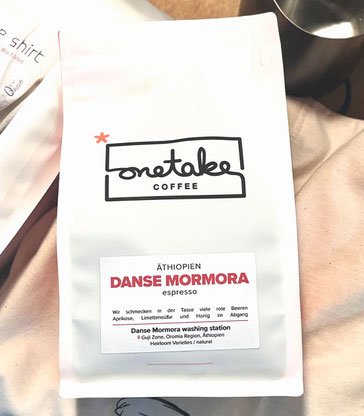 e shirt
onetake
COFFEE
ÄTHIOPIEN
DANSE MORMORA
espresso
Wir schmecken in der Tasse viele rote Beeren
Aprikose, Limettensüße und Honig im Abgang
Danse Mormora washing station
Guji Zone, Oromia Region, Äthiopien
Heirloom Varieties / natural